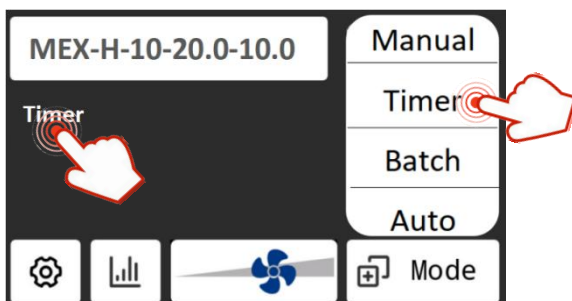 MEX-H-10-20.0-10.0
Timer
Manual
Timer
Batch
Auto
Mode